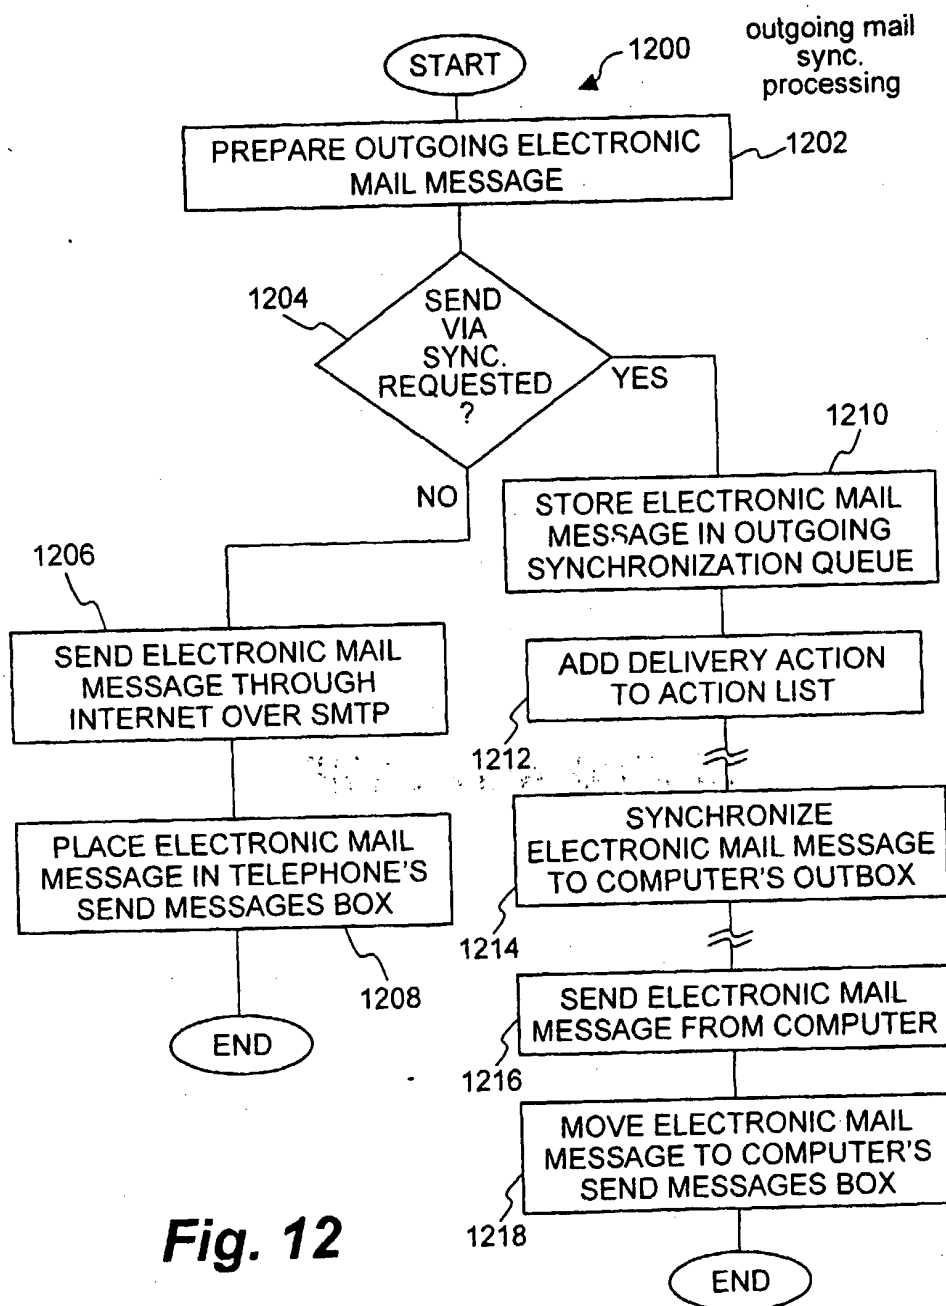 outgoing mail
sync.
processing
START
1200
PREPARE OUTGOING ELECTRONIC
MAIL MESSAGE
1202
1204
SEND
VIA
SYNC.
REQUESTED
?
YES
NO
1210
STORE ELECTRONIC MAIL
MESSAGE IN OUTGOING
SYNCHRONIZATION QUEUE
1206
SEND ELECTRONIC MAIL
MESSAGE THROUGH
INTERNET OVER SMTP
ADD DELIVERY ACTION
TO ACTION LIST
1212
PLACE ELECTRONIC MAIL
MESSAGE IN TELEPHONE'S
SEND MESSAGES BOX
1208
END
SYNCHRONIZE
ELECTRONIC MAIL MESSAGE
TO COMPUTER'S OUTBOX
1214
SEND ELECTRONIC MAIL
MESSAGE FROM COMPUTER
1216
MOVE ELECTRONIC MAIL
MESSAGE TO COMPUTER'S
SEND MESSAGES BOX
1218
END
Fig. 12